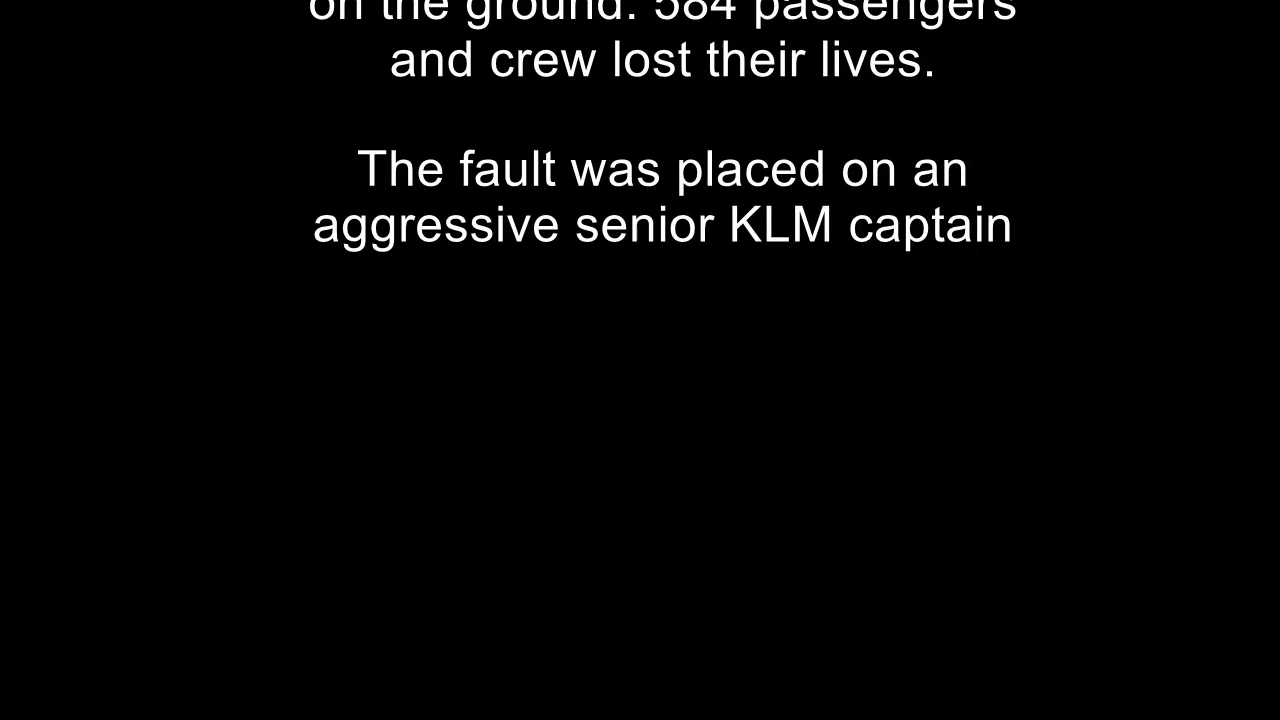 on the ground. 584 passengers
and crew lost their lives.
The fault was placed on an
aggressive senior KLM captain